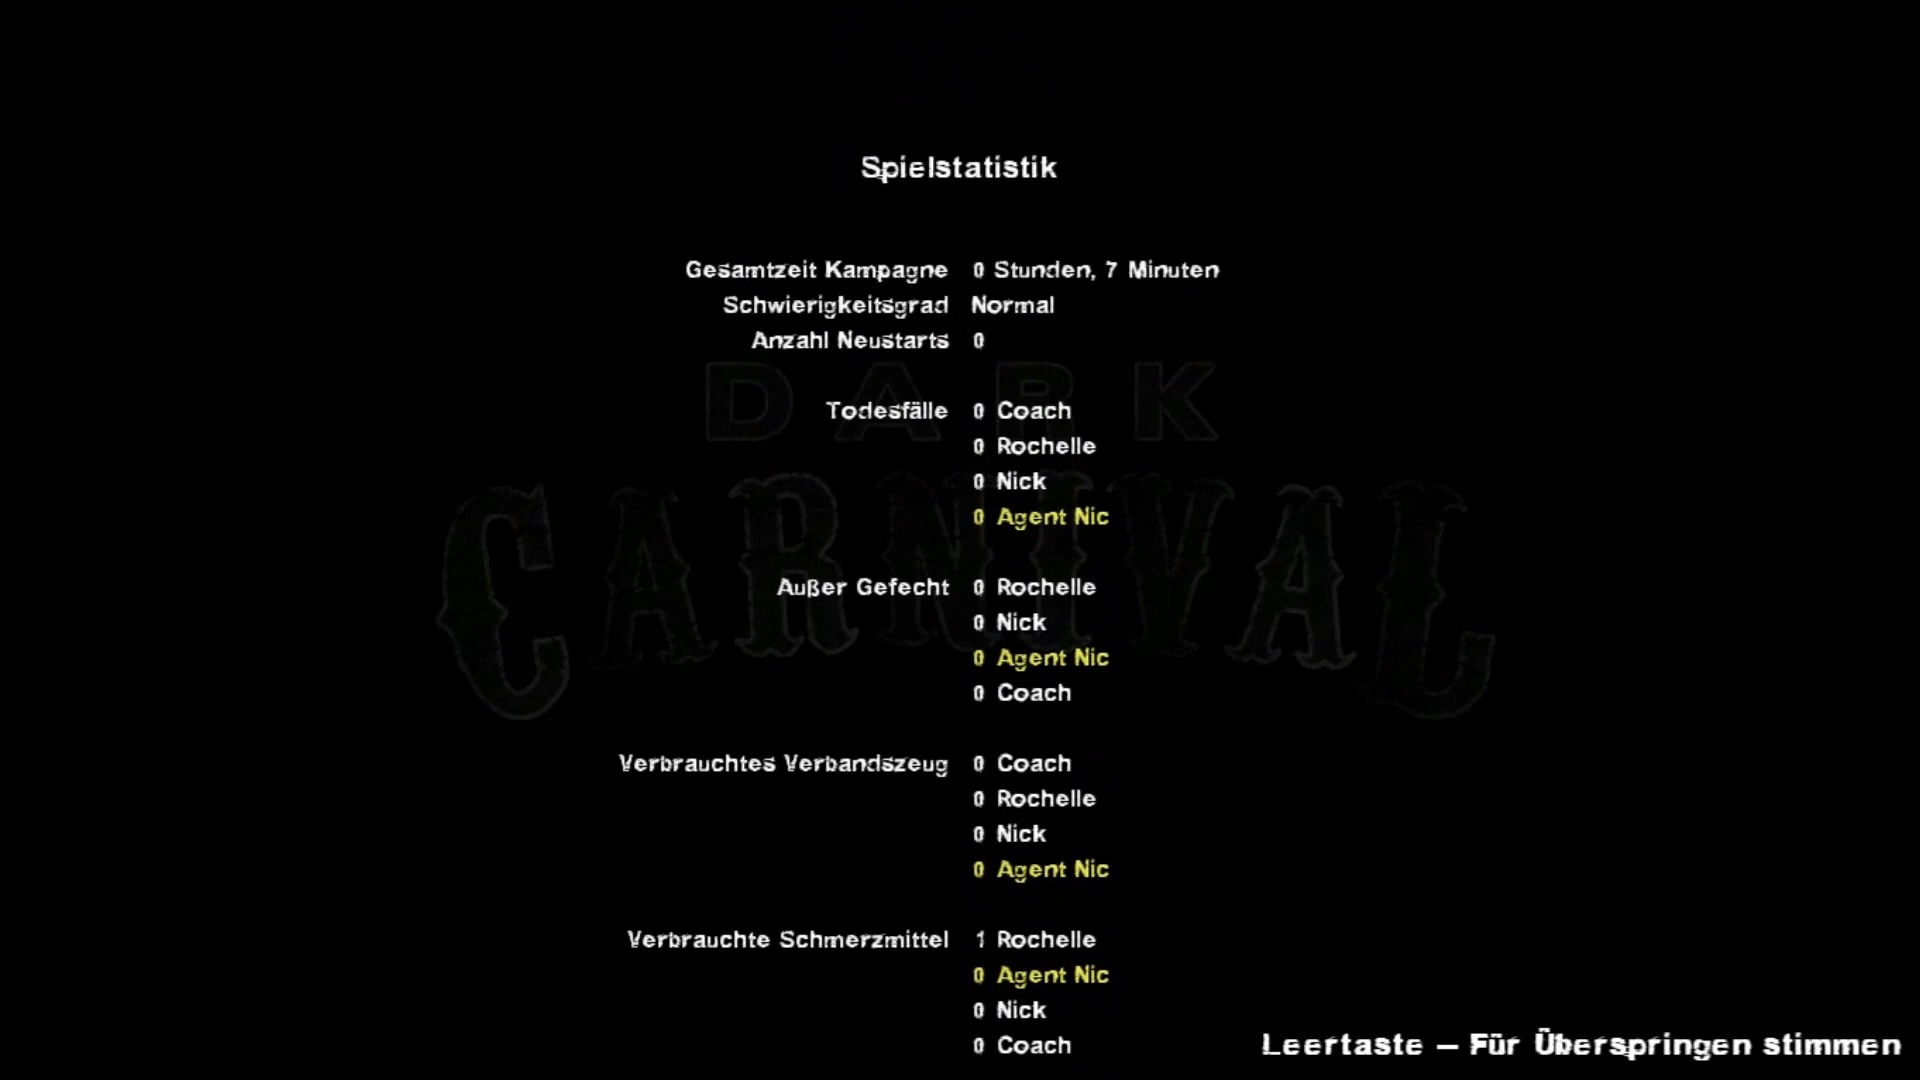 Spielstatistik
Gesamtzeit Kampagne 0 Stunden, 7 Minuten
Schwierigkeitsgrad Normal
Anzahl Neustarts 0
DARK
CARNIVAL
Todesfälle 0 Coach
0 Rochelle
0 Nick
0 Agent Nic
Außer Gefecht 0 Rochelle
0 Nick
0 Agent Nic
0 Coach
Verbrauchtes Verbandszeug 0 Coach
0 Rochelle
0 Nick
0 Agent Nic
Verbrauchte Schmerzmittel 1 Rochelle
0 Agent Nic
0 Nick
0 Coach
Leertaste – Für Überspringen stimmen